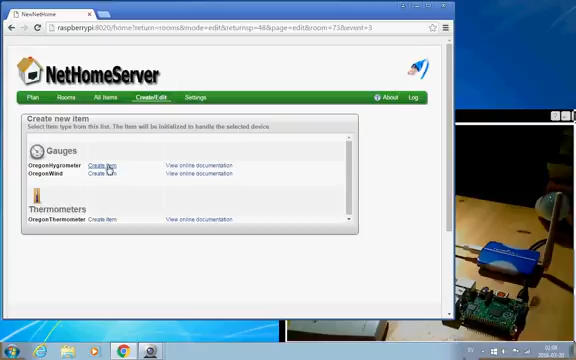 NewNetHome
raspberrypi:8020/home?return=rooms&mode=edit&returnsp=48&page=edit&room=73&event=3
NetHomeServer
Plan Rooms All Items Create/Edit Settings About Log
Create new item
Select item type from this list. The item will be initialized to handle the selected device
Gauges
OregonHygrometer Create item View online documentation
OregonWind Create item View online documentation
Thermometers
OregonThermometer Create item View online documentation
SV